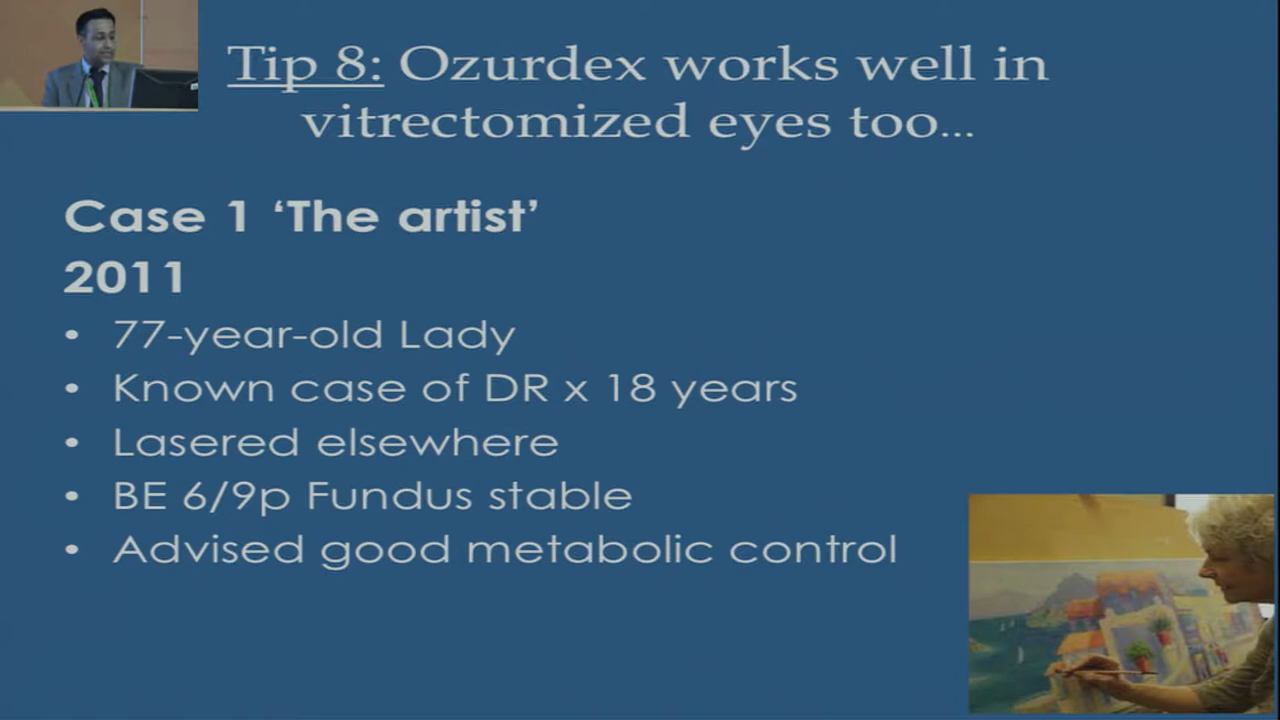 Tip 8: Ozurdex works well in
vitrectomized eyes too...
Case 1 ‘The artist’
2011
• 77-year-old Lady
• Known case of DR x 18 years
• Lasered elsewhere
• BE 6/9p Fundus stable
• Advised good metabolic control